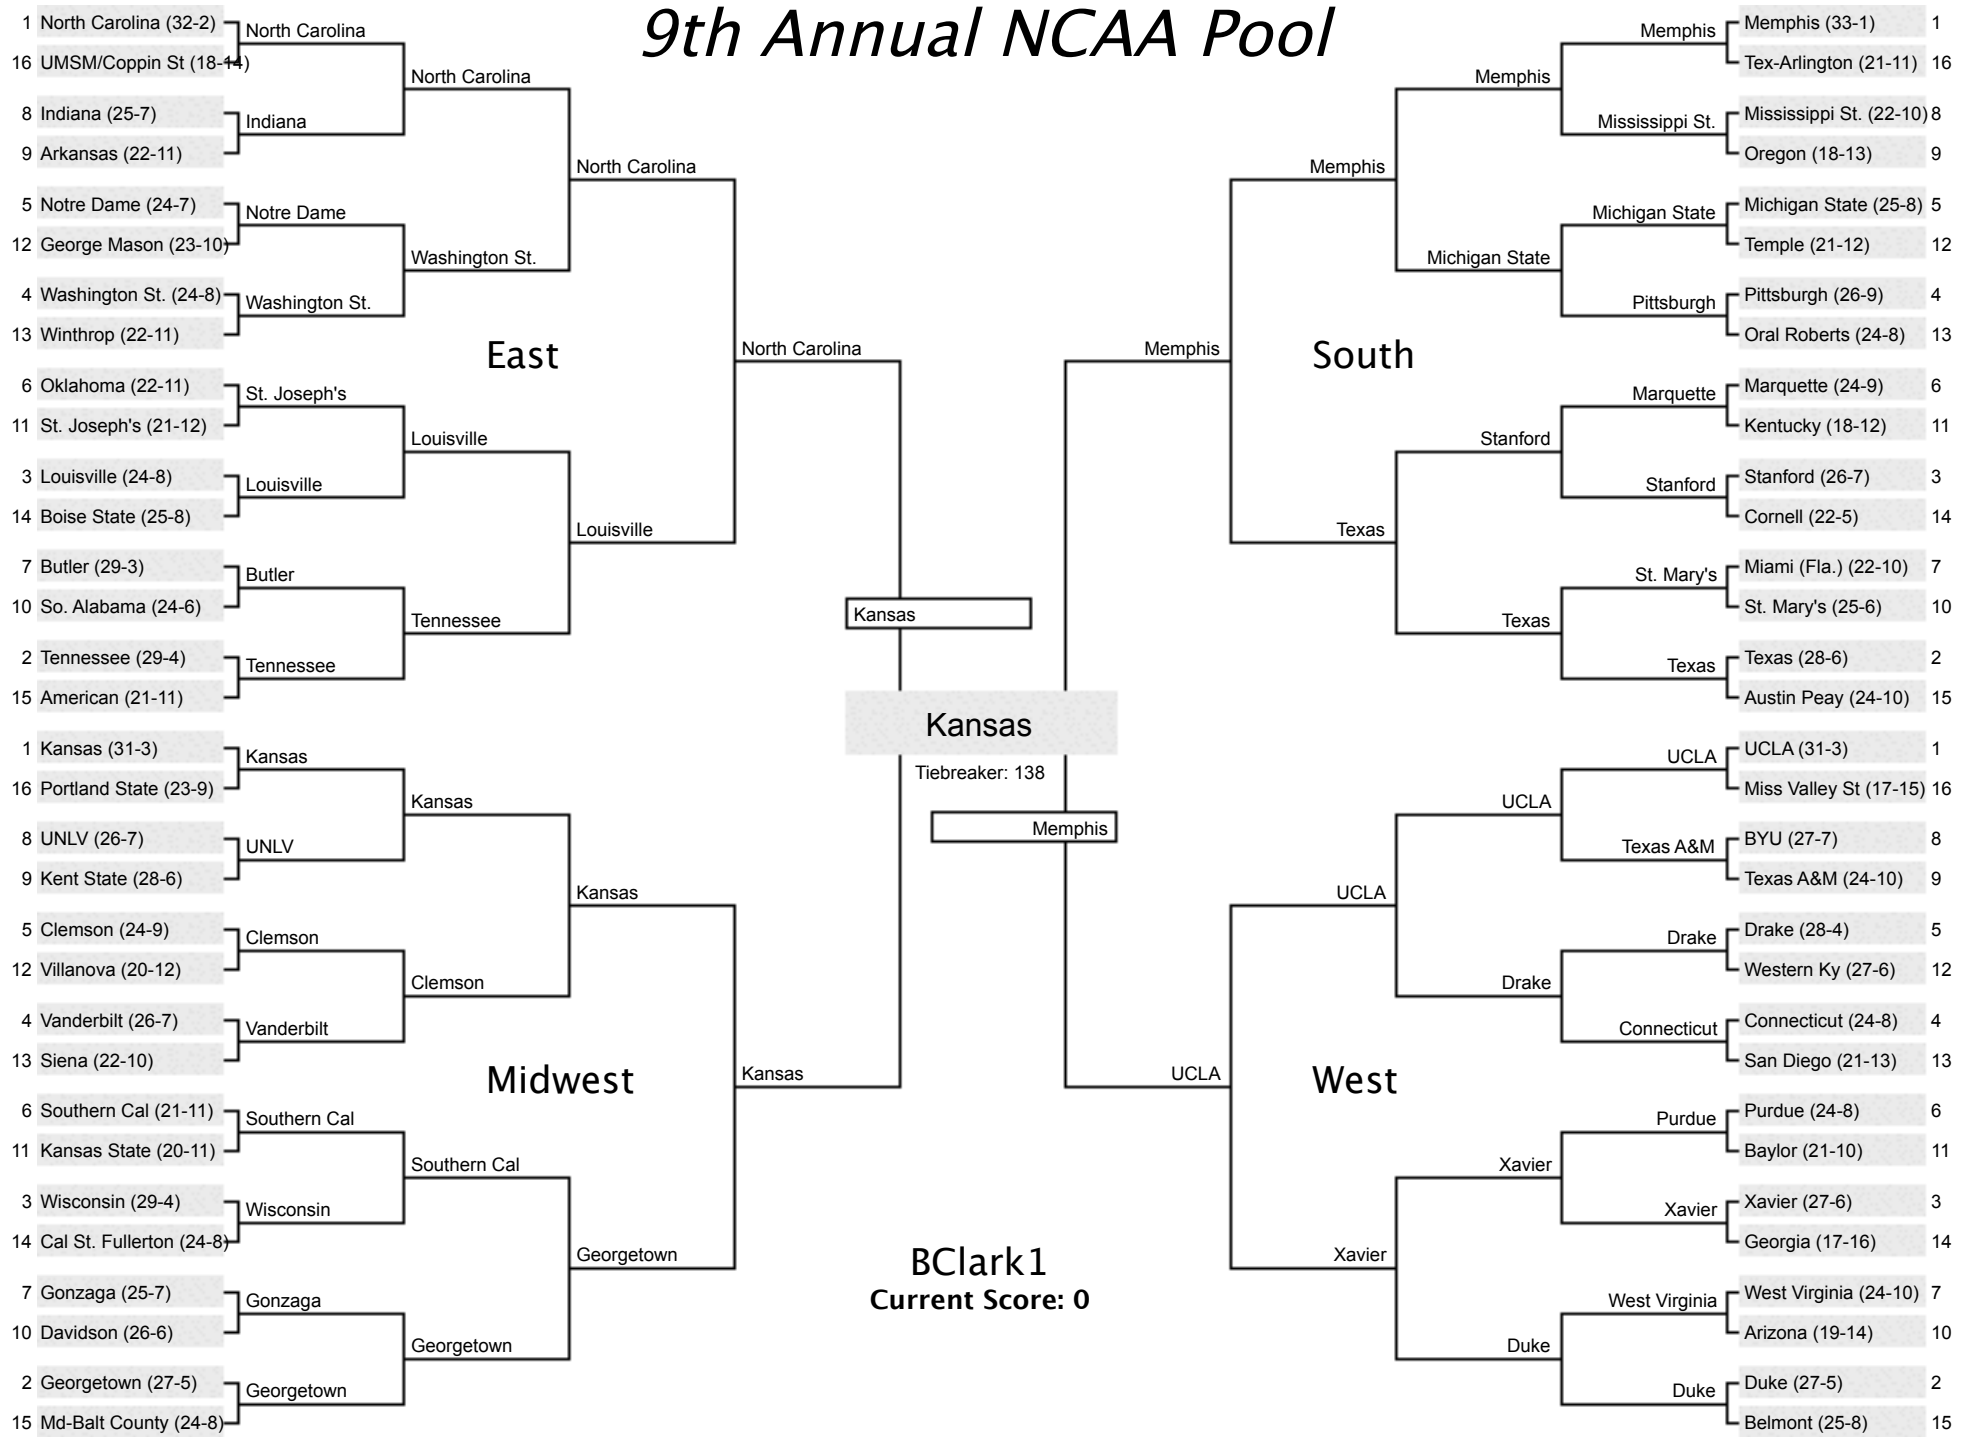 9th Annual NCAA Pool
1 North Carolina (32-2)
16 UMSM/Coppin St (18-14)
8 Indiana (25-7)
9 Arkansas (22-11)
5 Notre Dame (24-7)
12 George Mason (23-10)
4 Washington St. (24-8)
13 Winthrop (22-11)
6 Oklahoma (22-11)
11 St. Joseph's (21-12)
3 Louisville (24-8)
14 Boise State (25-8)
7 Butler (29-3)
10 So. Alabama (24-6)
2 Tennessee (29-4)
15 American (21-11)
North Carolina
Indiana
Notre Dame
Washington St.
St. Joseph's
Louisville
Butler
Tennessee
North Carolina
Washington St.
Louisville
Tennessee
North Carolina
Louisville
East
North Carolina
1 Kansas (31-3)
16 Portland State (23-9)
8 UNLV (26-7)
9 Kent State (28-6)
5 Clemson (24-9)
12 Villanova (20-12)
4 Vanderbilt (26-7)
13 Siena (22-10)
6 Southern Cal (21-11)
11 Kansas State (20-11)
3 Wisconsin (29-4)
14 Cal St. Fullerton (24-8)
7 Gonzaga (25-7)
10 Davidson (26-6)
2 Georgetown (27-5)
15 Md-Balt County (24-8)
Kansas
UNLV
Clemson
Vanderbilt
Southern Cal
Wisconsin
Gonzaga
Georgetown
Kansas
Clemson
Southern Cal
Georgetown
Kansas
Georgetown
Midwest
Kansas
Kansas
Kansas
Tiebreaker: 138
Memphis
BClark1
Current Score: 0
Memphis
South
Memphis
Texas
Memphis
Michigan State
Stanford
Texas
Memphis
Mississippi St.
Michigan State
Pittsburgh
Marquette
Stanford
St. Mary's
Texas
Memphis (33-1) 1
Tex-Arlington (21-11) 16
Mississippi St. (22-10) 8
Oregon (18-13) 9
Michigan State (25-8) 5
Temple (21-12) 12
Pittsburgh (26-9) 4
Oral Roberts (24-8) 13
Marquette (24-9) 6
Kentucky (18-12) 11
Stanford (26-7) 3
Cornell (22-5) 14
Miami (Fla.) (22-10) 7
St. Mary's (25-6) 10
Texas (28-6) 2
Austin Peay (24-10) 15
UCLA
West
UCLA
Xavier
UCLA
Drake
Xavier
Duke
UCLA
Texas A&M
Drake
Connecticut
Purdue
Xavier
West Virginia
Duke
UCLA (31-3) 1
Miss Valley St (17-15) 16
BYU (27-7) 8
Texas A&M (24-10) 9
Drake (28-4) 5
Western Ky (27-6) 12
Connecticut (24-8) 4
San Diego (21-13) 13
Purdue (24-8) 6
Baylor (21-10) 11
Xavier (27-6) 3
Georgia (17-16) 14
West Virginia (24-10) 7
Arizona (19-14) 10
Duke (27-5) 2
Belmont (25-8) 15